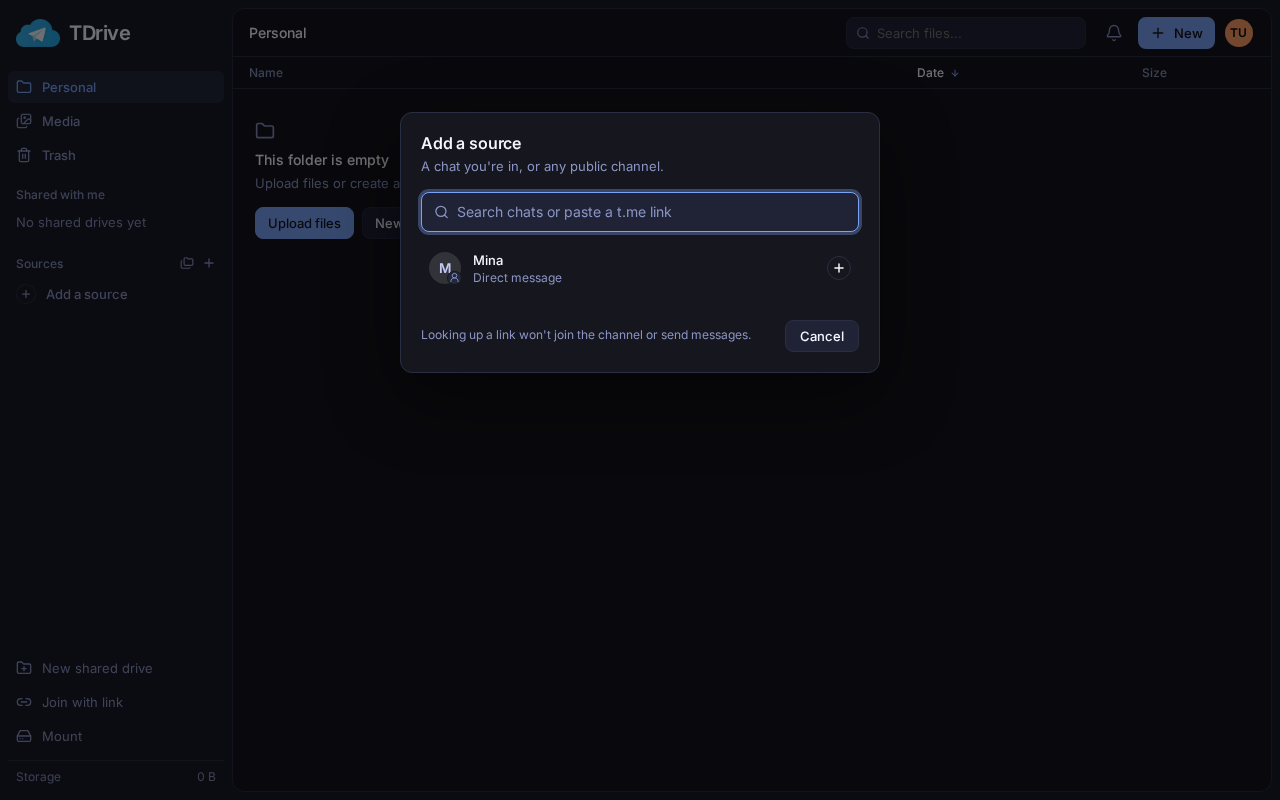 TDrive
Personal
Media
Trash
Shared with me
No shared drives yet
Sources
Add a source
New shared drive
Join with link
Mount
Storage
0 B
Personal
Search files...
New
TU
Name
Date
Size
This folder is empty
Upload files or create a
Upload files
New
Add a source
A chat you're in, or any public channel.
Search chats or paste a t.me link
M
Mina
Direct message
Looking up a link won't join the channel or send messages.
Cancel